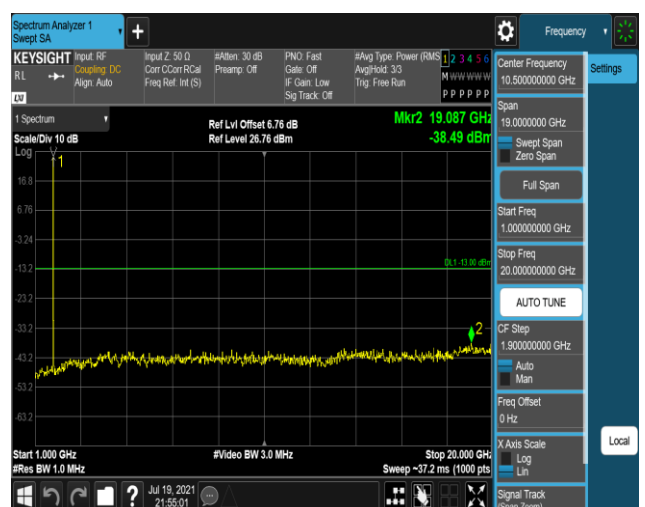 Spectrum Analyzer 1
Swept SA
Frequency
KEYSIGHT
RL
LXI
Input: RF
Coupling: DC
Align: Auto
Input Z: 50 Ω
Corr CCorr RCal
Freq Ref: Int (S)
#Atten: 30 dB
Preamp: Off
PNO: Fast
Gate: Off
IF Gain: Low
Sig Track: Off
#Avg Type: Power (RMS
Avg|Hold: 3/3
Trig: Free Run
1 2 3 4 5 6
M W W W W W
P P P P P P
Center Frequency
10.500000000 GHz
Settings
Span
19.0000000 GHz
Swept Span
Zero Span
Full Span
Start Freq
1.000000000 GHz
Stop Freq
20.000000000 GHz
AUTO TUNE
CF Step
1.900000000 GHz
Auto
Man
Freq Offset
0 Hz
X Axis Scale
Log
Lin
Local
Signal Track
(Span Zoom)
1 Spectrum
Scale/Div 10 dB
Log
Ref Lvl Offset 6.76 dB
Ref Level 26.76 dBm
Mkr2 19.087 GHz
-38.49 dBm
1
16.8
6.76
-3.24
-13.2
DL1 -13.00 dBm
-23.2
-33.2
2
-43.2
-53.2
-63.2
Start 1.000 GHz
#Res BW 1.0 MHz
#Video BW 3.0 MHz
Stop 20.000 GHz
Sweep ~37.2 ms (1000 pts
?
Jul 19, 2021
21:55:01